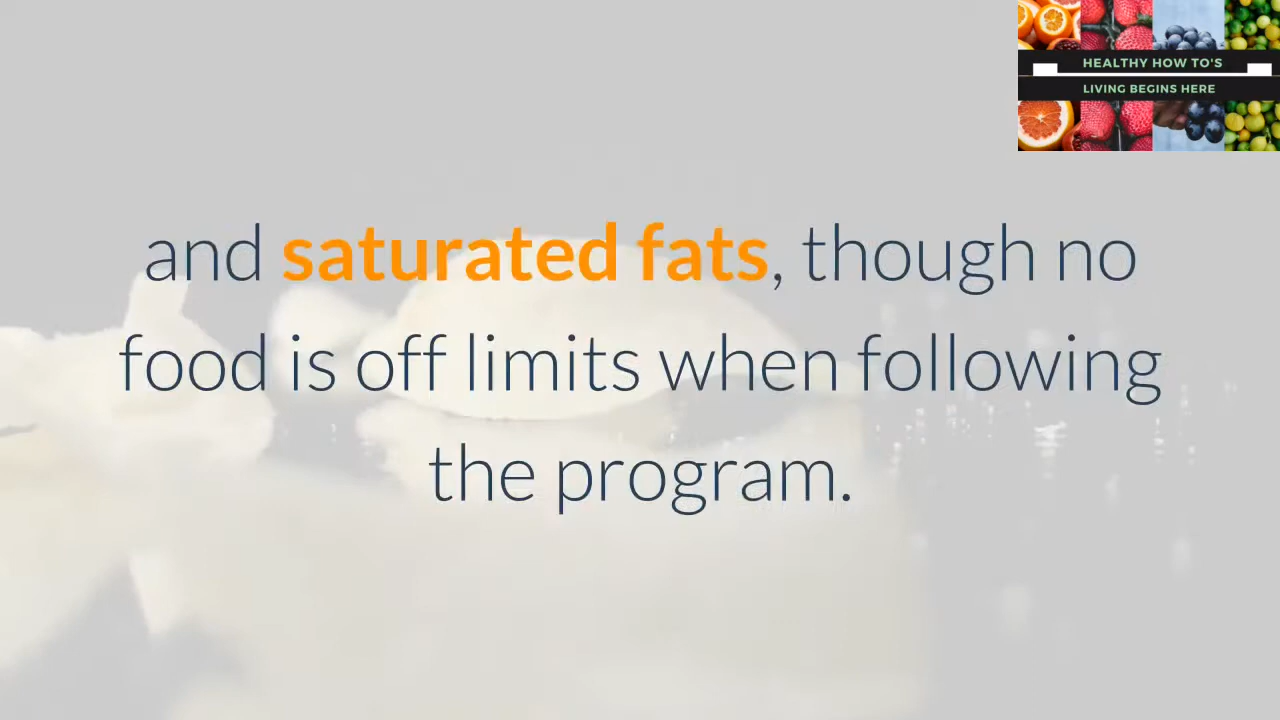 HEALTHY HOW TO'S
LIVING BEGINS HERE
and saturated fats, though no
food is off limits when following
the program.